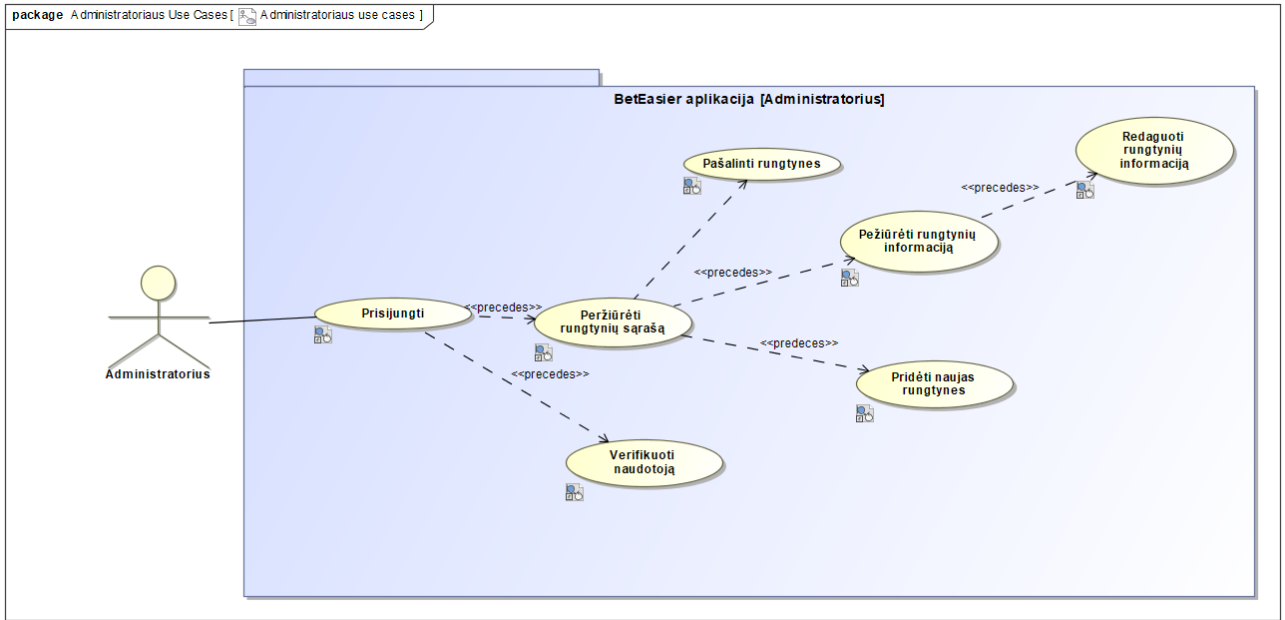 package Administratoriaus Use Cases [ Administratoriaus use cases ]
BetEasier aplikacija [Administratorius]
Redaguoti
rungtynių
informaciją
Pašalinti rungtynes
<<precedes>>
Pežiūrėti rungtynių
informaciją
<<precedes>>
Prisijungti
<<precedes>>
Peržiūrėti
rungtynių sąrašą
<<predeces>>
Administratorius
<<precedes>>
Pridėti naujas
rungtynes
Verifikuoti
naudotoją